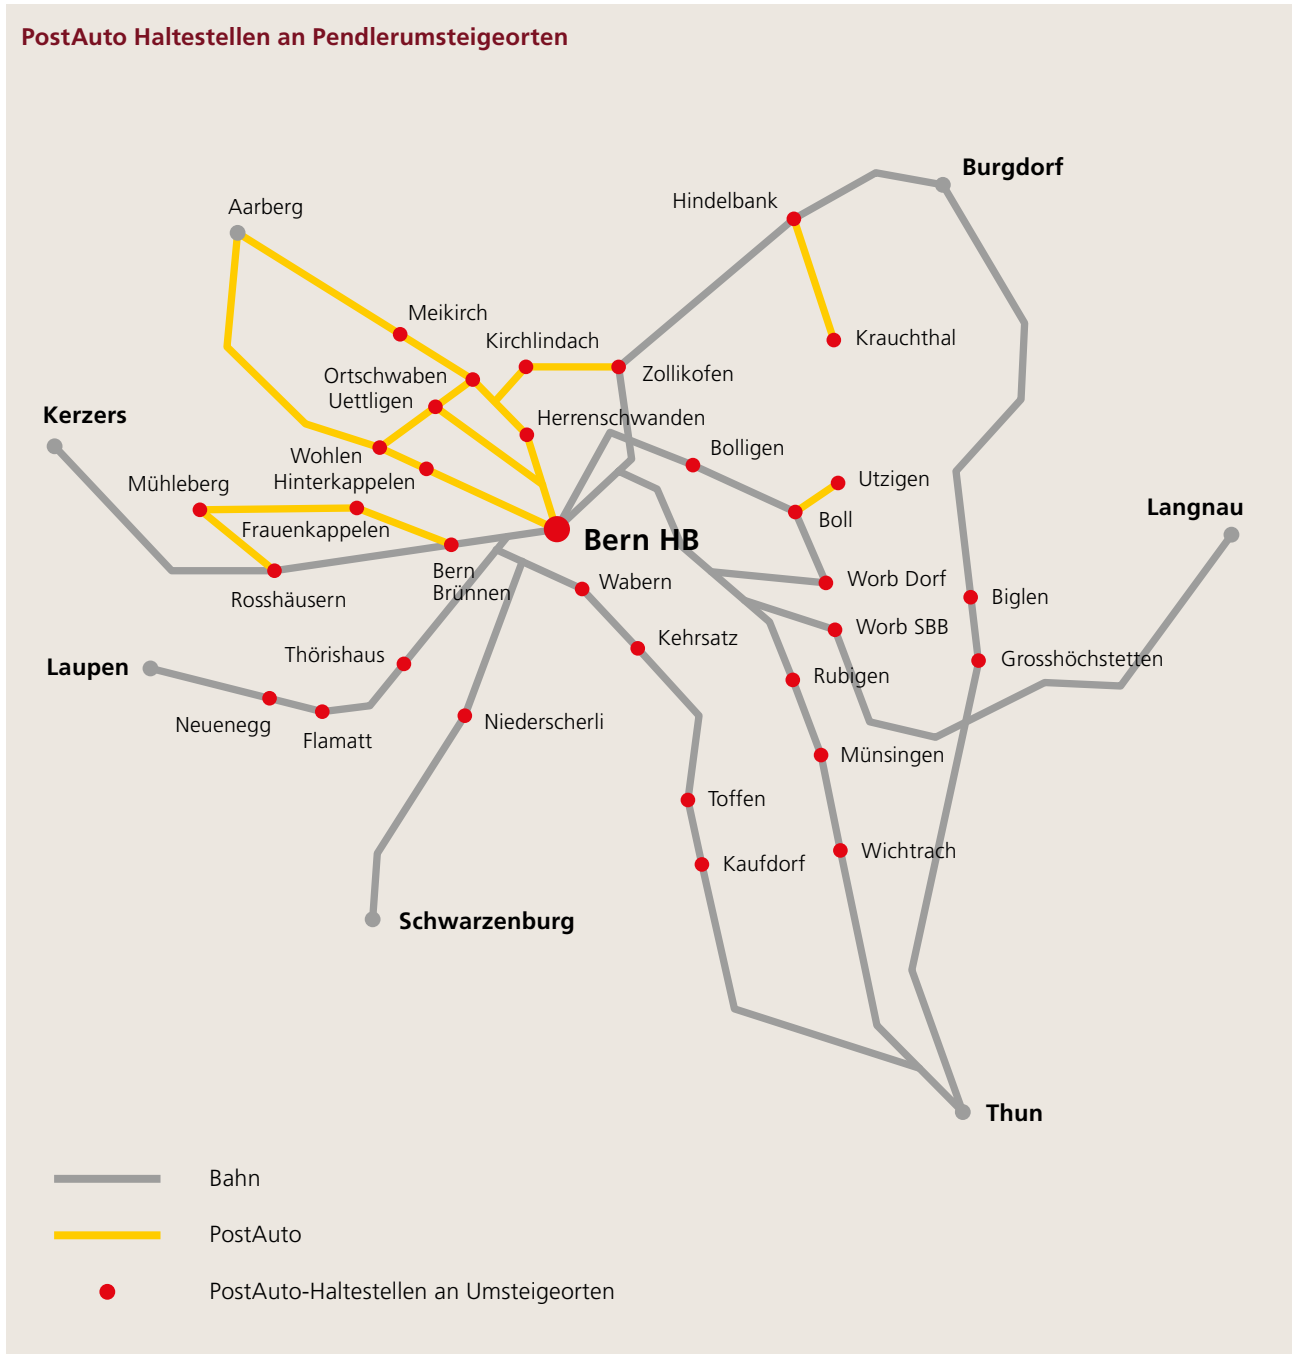 PostAuto Haltestellen an Pendlerumsteigeorten
Burgdorf
Hindelbank
Aarberg
Meikirch
Kirchlindach
Krauchthal
Ortschwaben
Zollikofen
Uettligen
Kerzers
Herrenschwanden
Bolligen
Wohlen
Hinterkappelen
Utzigen
Mühleberg
Boll
Langnau
Frauenkappelen
Bern HB
Bern
Brünnen
Wabern
Worb Dorf
Rosshäusern
Biglen
Kehrsatz
Worb SBB
Thörishaus
Grosshöchstetten
Laupen
Rubigen
Neuenegg
Niederscherli
Flamatt
Münsingen
Toffen
Wichtrach
Kaufdorf
Schwarzenburg
Thun
Bahn
PostAuto
PostAuto-Haltestellen an Umsteigeorten